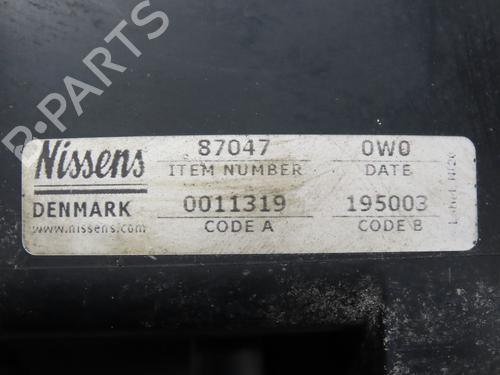 B-PARTS
Nissens
87047
0W0
ITEM NUMBER
DATE
DENMARK
0011319
195003
www.nissens.com
CODE A
CODE B